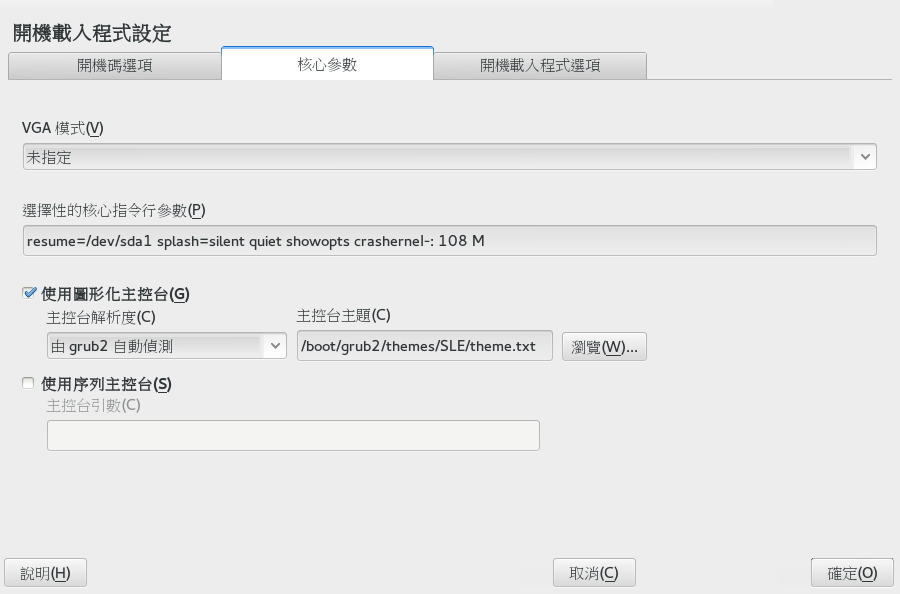 開機載入程式設定
開機碼選項 核心參數 開機載入程式選項
VGA 模式(V)
未指定
選擇性的核心指令行參數(P)
resume=/dev/sda1 splash=silent quiet showopts crashernel-: 108 M
使用圖形化主控台(G)
主控台解析度(C) 主控台主題(C)
由 grub2 自動偵測 /boot/grub2/themes/SLE/theme.txt 瀏覽(W)...
使用序列主控台(S)
主控台引數(C)
說明(H) 取消(C) 確定(O)